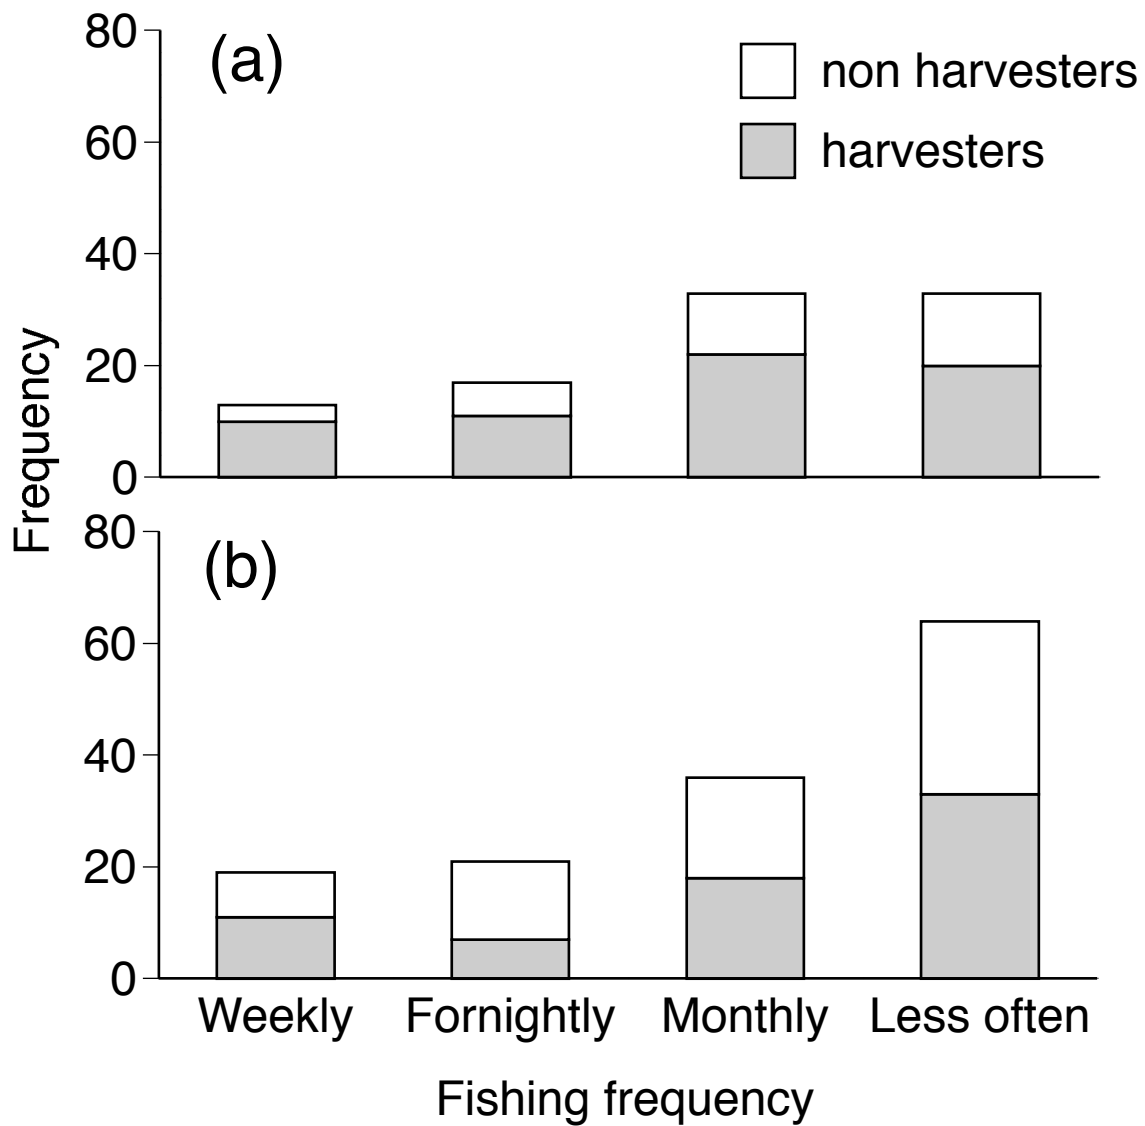 (a)
non harvesters
harvesters
80
60
40
20
0
Frequency
(b)
80
60
40
20
0
Weekly Fornightly Monthly Less often
Fishing frequency